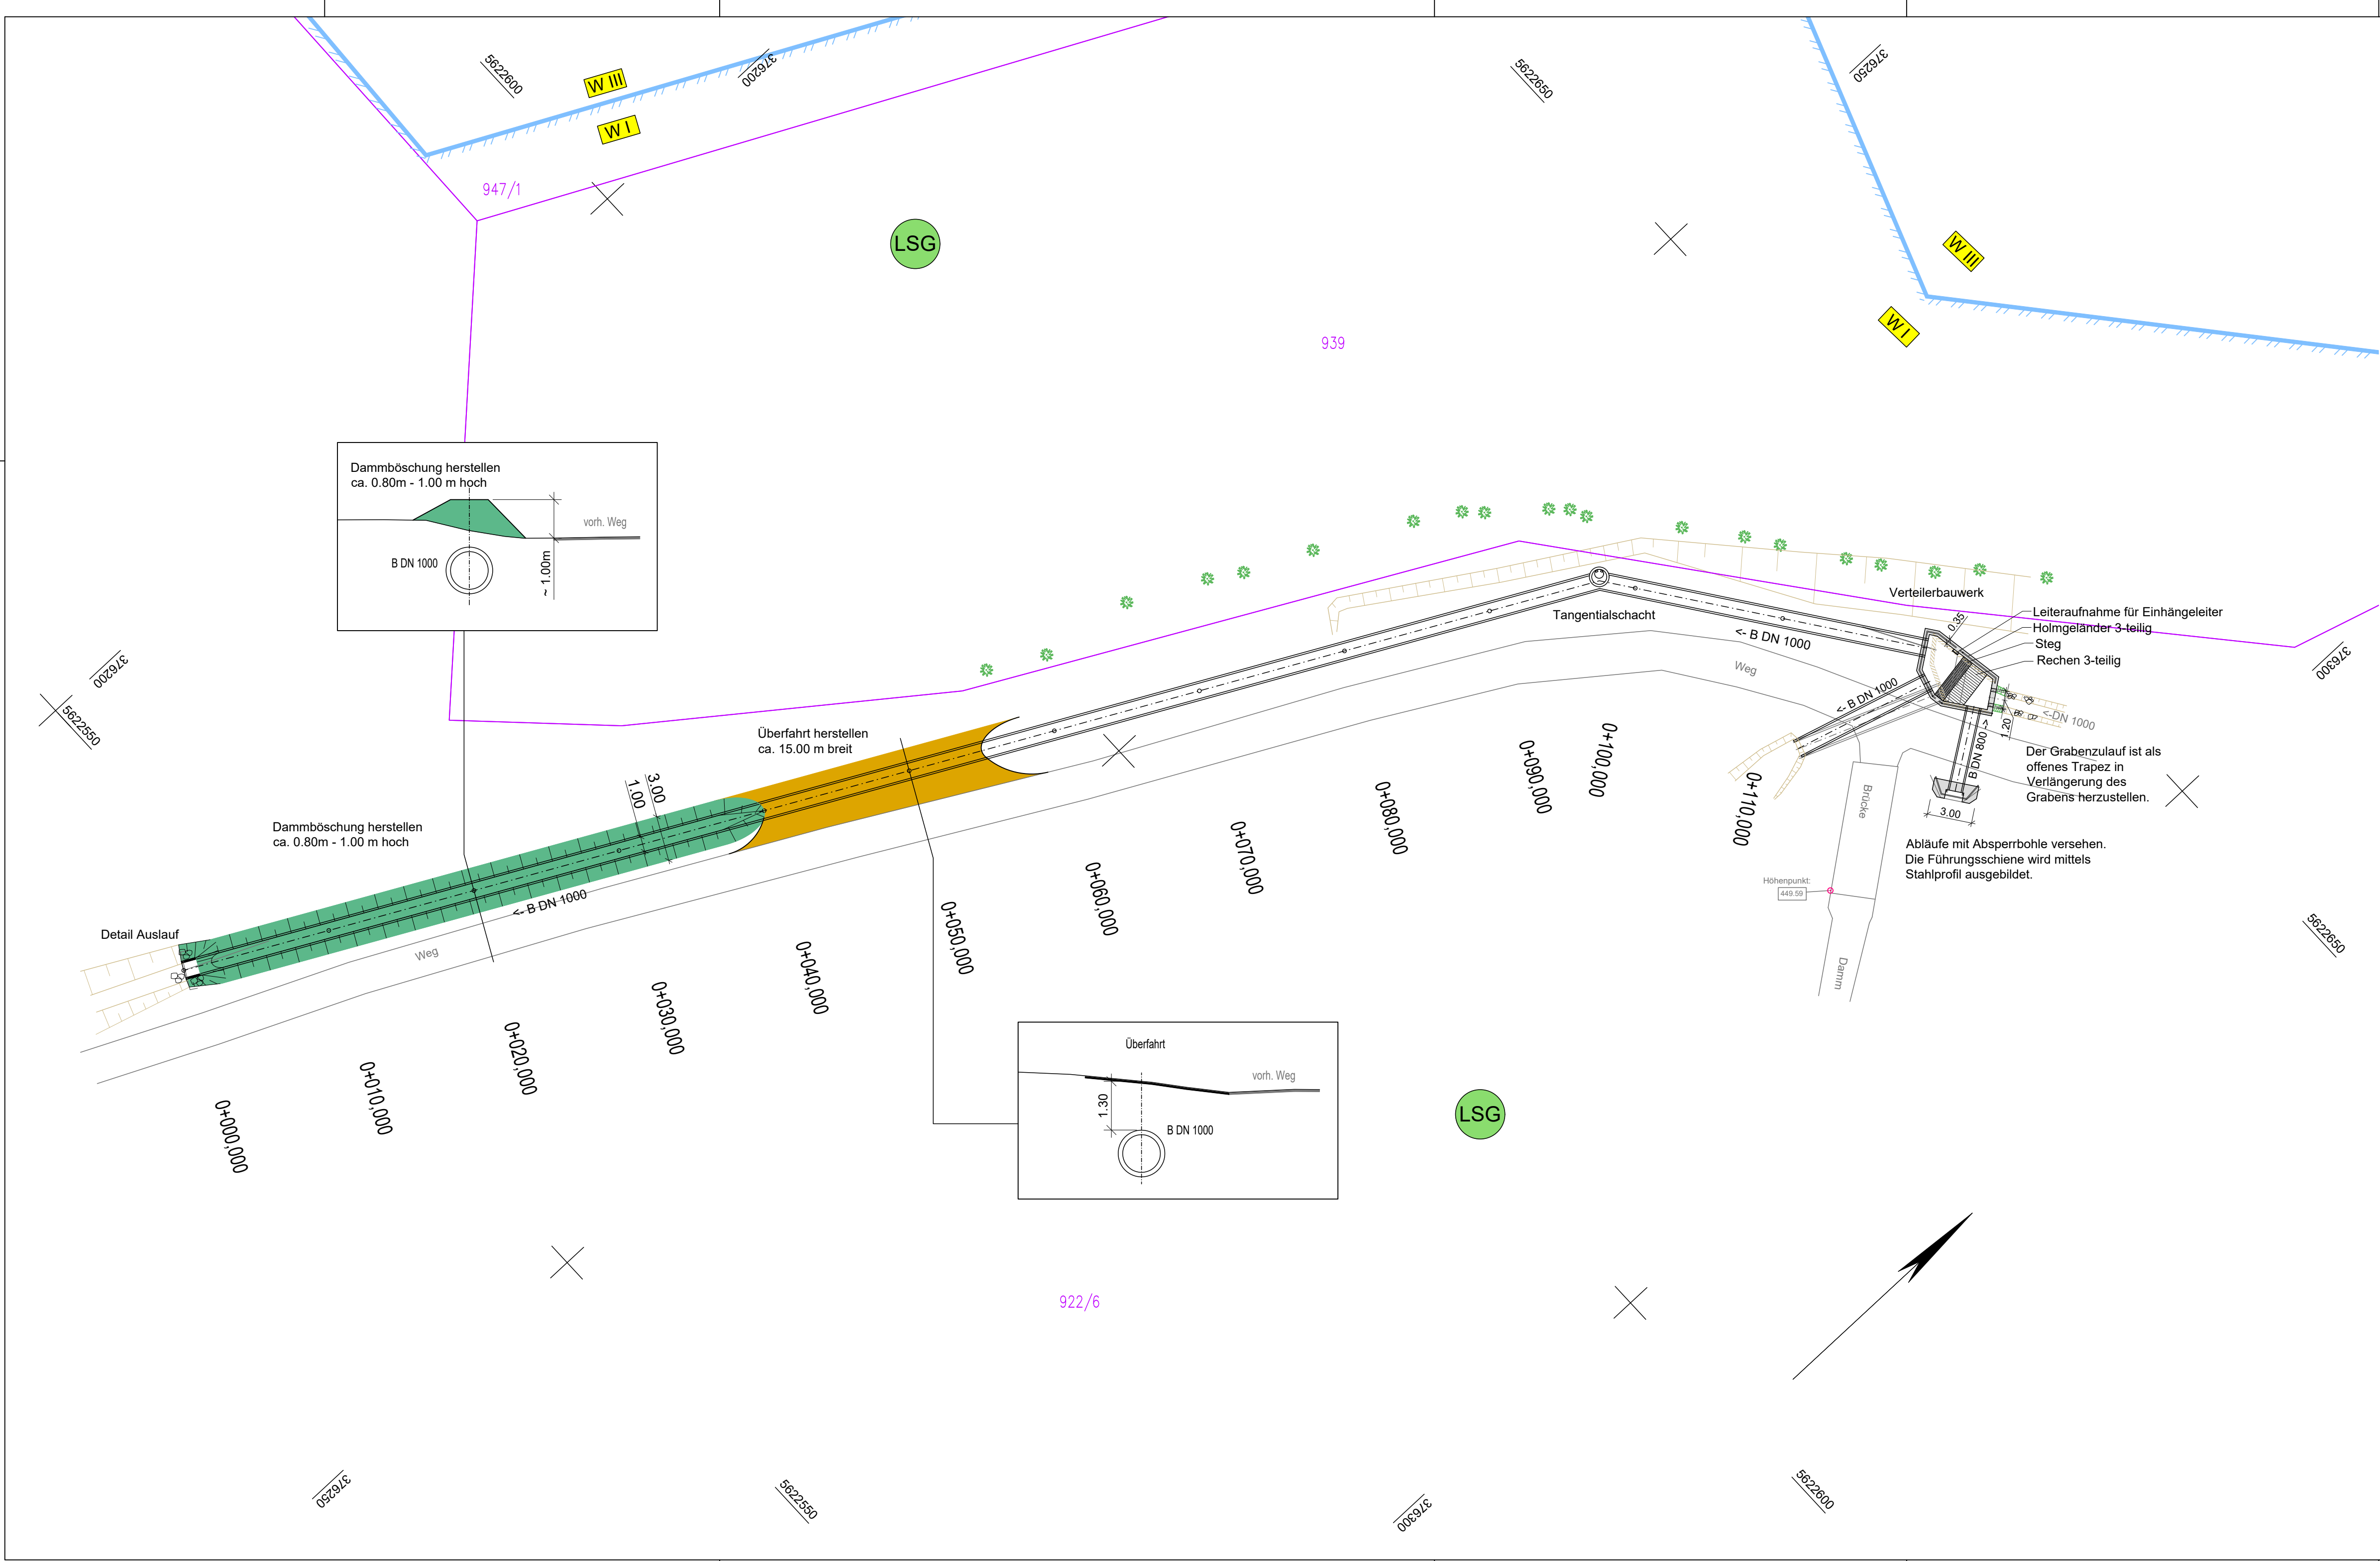 5622600
W III
W I
376200
5622650
376250
947/1
LSG
W III
W I
939
Dammböschung herstellen
ca. 0.80m - 1.00 m hoch
vorh. Weg
B DN 1000
~ 1.00m
Tangentialschacht
<- B DN 1000
Weg
Verteilerbauwerk
0.35
Leiteraufnahme für Einhängeleiter
Holmgeländer 3-teilig
Steg
Rechen 3-teilig
<- B DN 1000
<-DN 1000
1.20
B DN 800 ->
3.00
376300
376200
5622550
Der Grabenzulauf ist als
offenes Trapez in
Verlängerung des
Grabens herzustellen.
Überfahrt herstellen
ca. 15.00 m breit
3.00
1.00
Dammböschung herstellen
ca. 0.80m - 1.00 m hoch
Brücke
Abläufe mit Absperrbohle versehen.
Die Führungsschiene wird mittels
Stahlprofil ausgebildet.
Höhenpunkt:
449.59
Damm
5622650
Detail Auslauf
<- B DN 1000
Weg
0+000,000
0+010,000
0+020,000
0+030,000
0+040,000
0+050,000
0+060,000
0+070,000
0+080,000
0+090,000
0+100,000
0+110,000
Überfahrt
vorh. Weg
1.30
B DN 1000
LSG
922/6
376250
5622550
376300
5622600